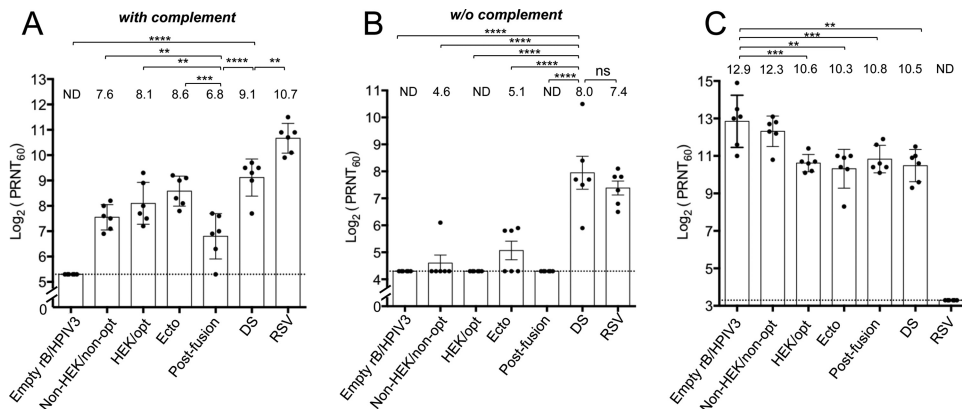 A
with complement
****
**
** **** **
***
ND 7.6 8.1 8.6 6.8 9.1 10.7
Log2 ( PRNT60)
13
12
11
10
9
8
7
6
5
0
Empty rB/HPIV3
Non-HEK/non-opt
HEK/opt
Ecto
Post-fusion
DS
RSV
B
w/o complement
****
****
****
****
**** ns
ND 4.6 ND 5.1 ND 8.0 7.4
Log2 ( PRNT60)
11
10
9
8
7
6
5
4
0
Empty rB/HPIV3
Non-HEK/non-opt
HEK/opt
Ecto
Post-fusion
DS
RSV
C
**
***
**
***
12.9 12.3 10.6 10.3 10.8 10.5 ND
Log2 ( PRNT60)
15
13
11
9
7
5
3
Empty rB/HPIV3
Non-HEK/non-opt
HEK/opt
Ecto
Post-fusion
DS
RSV